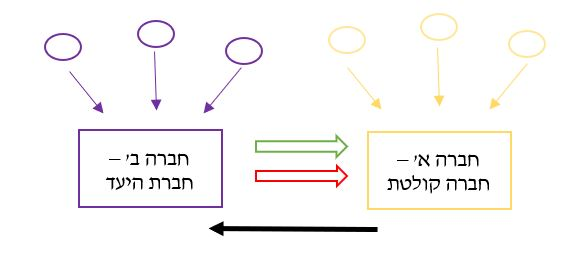 חברה א׳ –
חברה קולטת
חברה ב׳ –
חברת היעד